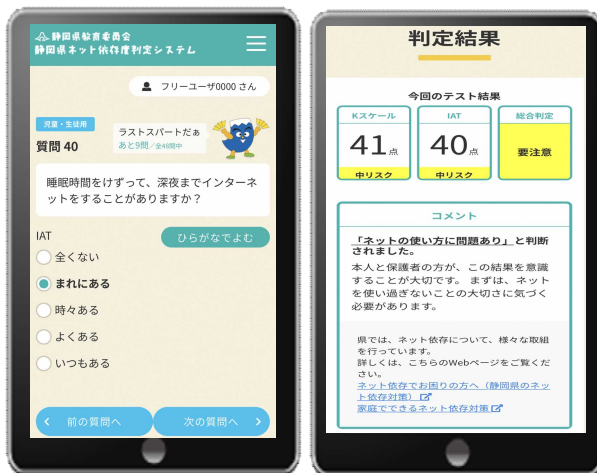 静岡県教育委員会
静岡県ネット依存度判定システム
フリーユーザ0000 さん
児童・生徒用
質問 40
ラストスパートだぁ
あと9問／全48問中
睡眠時間をけずって、深夜までインターネ
ットをすることがありますか？
IAT
ひらがなでよむ
全くない
まれにある
時々ある
よくある
いつもある
前の質問へ
次の質問へ
判定結果
今回のテスト結果
Kスケール
41点
中リスク
IAT
40点
中リスク
総合判定
要注意
コメント
「ネットの使い方に問題あり」と判断
されました。
本人と保護者の方が、この結果を意識
することが大切です。 まずは、ネット
を使い過ぎないことの大切さに気づく
必要があります。
県では、ネット依存について、様々な取組
を行っています。
詳しくは、こちらのWebページをご覧くだ
さい。
ネット依存でお困りの方へ（静岡県のネッ
ト依存対策）
家庭でできるネット依存対策